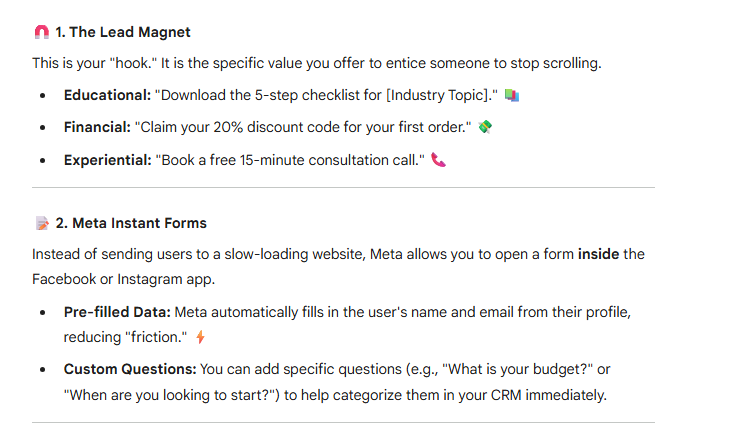 🧲 1. The Lead Magnet
This is your "hook." It is the specific value you offer to entice someone to stop scrolling.
• Educational: "Download the 5-step checklist for [Industry Topic]." 📚
• Financial: "Claim your 20% discount code for your first order." 💸
• Experiential: "Book a free 15-minute consultation call." 📞
📝 2. Meta Instant Forms
Instead of sending users to a slow-loading website, Meta allows you to open a form inside the
Facebook or Instagram app.
• Pre-filled Data: Meta automatically fills in the user's name and email from their profile,
reducing "friction." ⚡
• Custom Questions: You can add specific questions (e.g., "What is your budget?" or
"When are you looking to start?") to help categorize them in your CRM immediately.